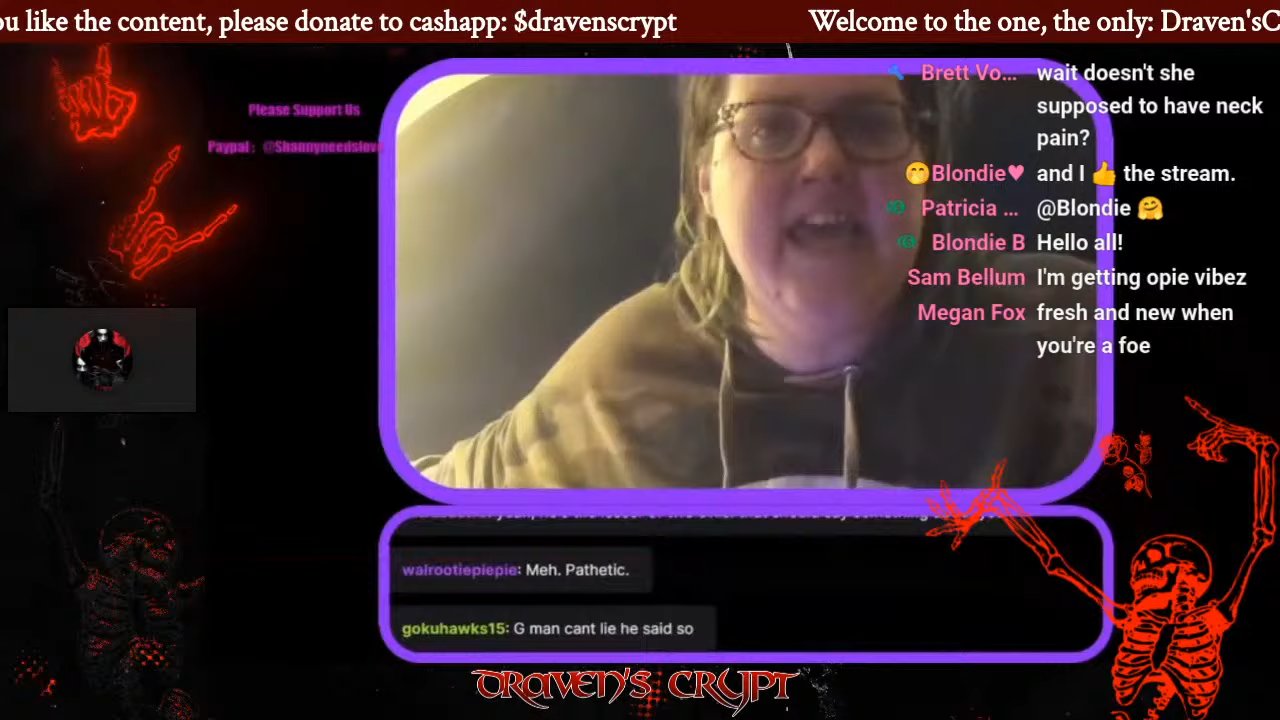 ou like the content, please donate to cashapp: $dravenscrypt
Welcome to the one, the only: Draven'sC
Please Support Us
Paypal : @Shannyneedslove
Brett Vo… wait doesn't she
supposed to have neck
pain?
🤭Blondie♥ and I 👍 the stream.
Patricia … @Blondie 🤗
Blondie B Hello all!
Sam Bellum I'm getting opie vibez
Megan Fox fresh and new when
you're a foe
walrootiepiepie: Meh. Pathetic.
gokuhawks15: G man cant lie he said so
DRAVEN'S CRYPT